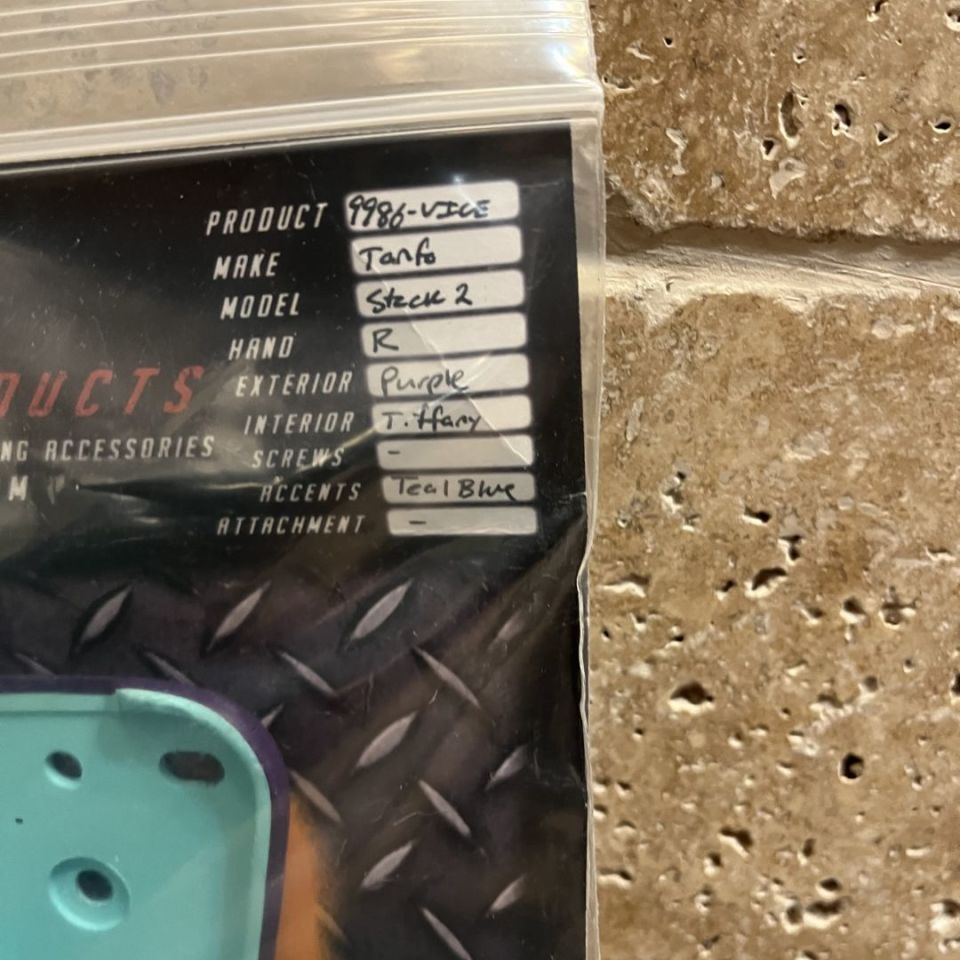 PRODUCT 9986-VICE
MAKE Tanfo
MODEL Stock 2
HAND R
DUCTS EXTERIOR Purple
INTERIOR Tiffany
NG ACCESSORIES SCREWS -
M ACCENTS Teal Blue
ATTACHMENT -